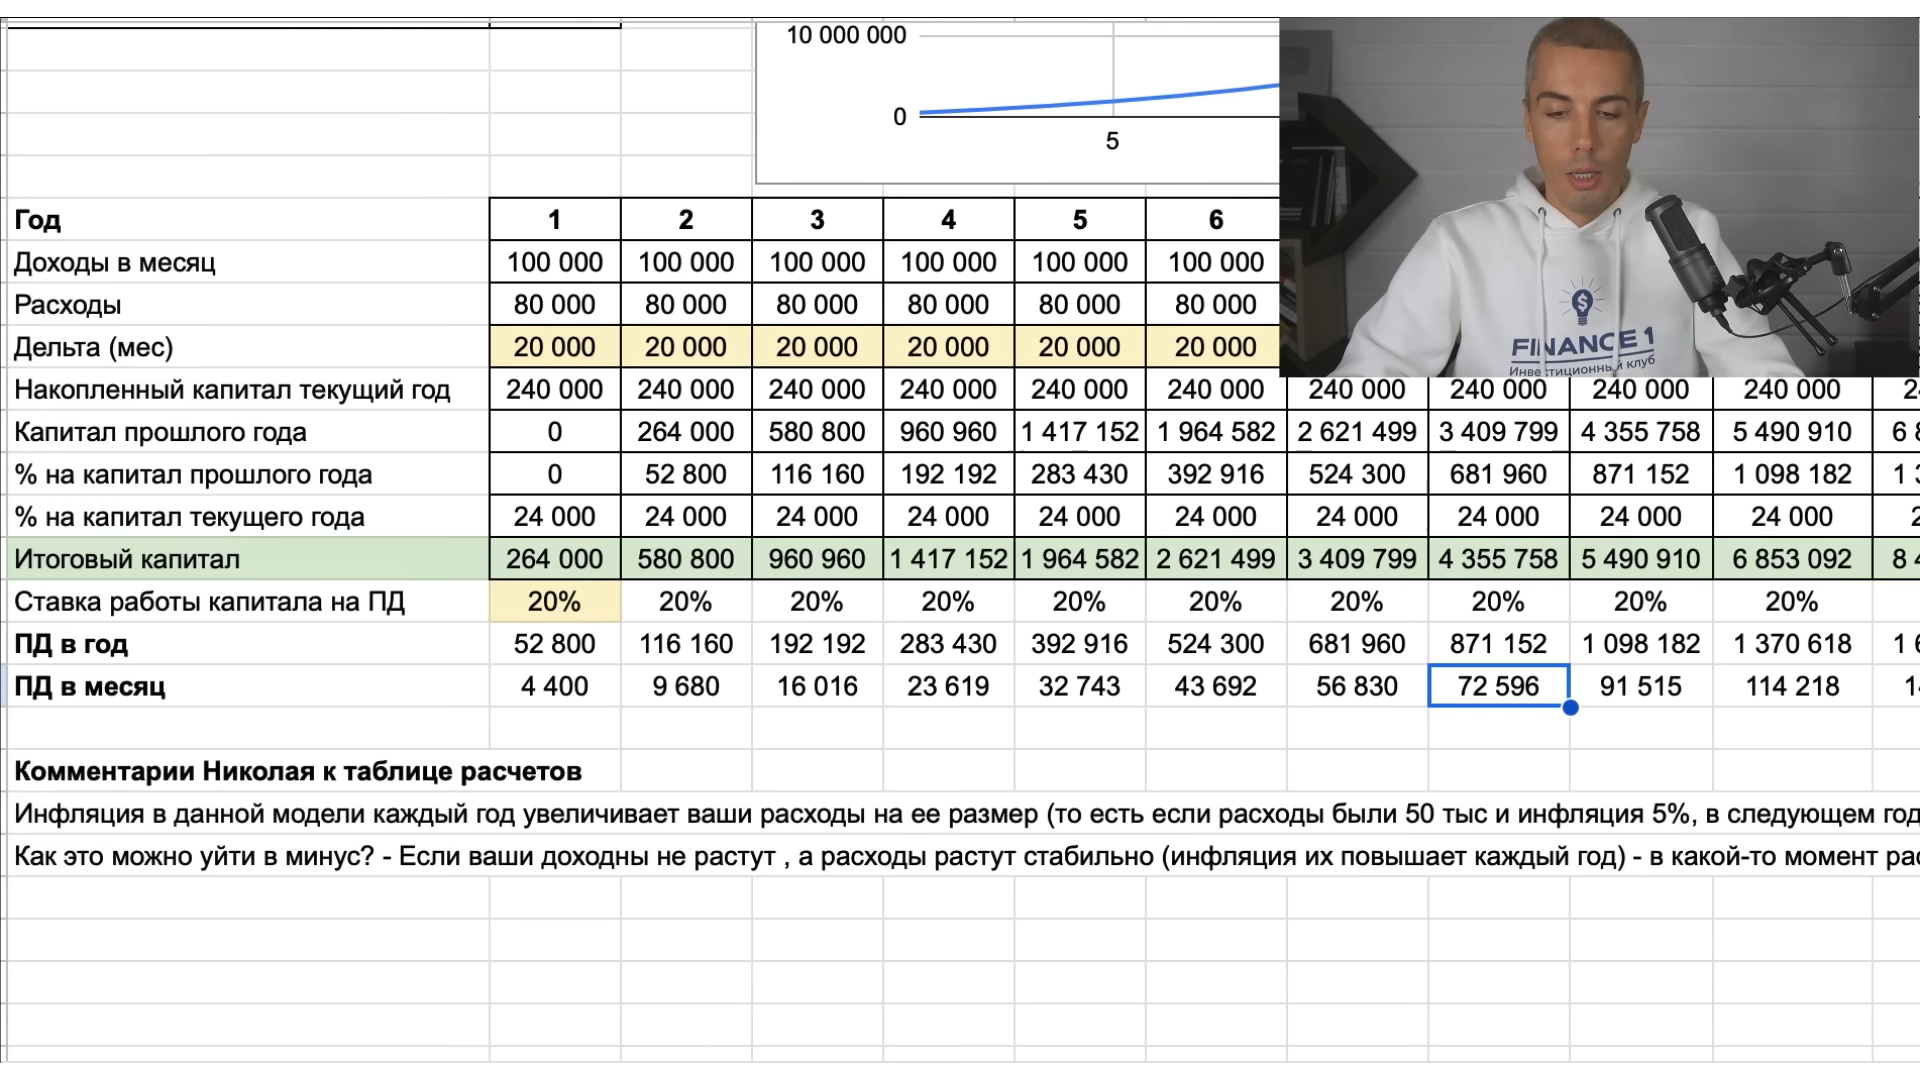 10 000 000
0
5
FINANCE 1
Инвестиционный клуб
Год 1 2 3 4 5 6
Доходы в месяц 100 000 100 000 100 000 100 000 100 000 100 000
Расходы 80 000 80 000 80 000 80 000 80 000 80 000
Дельта (мес) 20 000 20 000 20 000 20 000 20 000 20 000
Накопленный капитал текущий год 240 000 240 000 240 000 240 000 240 000 240 000 240 000 240 000 240 000 240 000
Капитал прошлого года 0 264 000 580 800 960 960 1 417 152 1 964 582 2 621 499 3 409 799 4 355 758 5 490 910
% на капитал прошлого года 0 52 800 116 160 192 192 283 430 392 916 524 300 681 960 871 152 1 098 182
% на капитал текущего года 24 000 24 000 24 000 24 000 24 000 24 000 24 000 24 000 24 000 24 000
Итоговый капитал 264 000 580 800 960 960 1 417 152 1 964 582 2 621 499 3 409 799 4 355 758 5 490 910 6 853 092
Ставка работы капитала на ПД 20% 20% 20% 20% 20% 20% 20% 20% 20% 20%
ПД в год 52 800 116 160 192 192 283 430 392 916 524 300 681 960 871 152 1 098 182 1 370 618
ПД в месяц 4 400 9 680 16 016 23 619 32 743 43 692 56 830 72 596 91 515 114 218
Комментарии Николая к таблице расчетов
Инфляция в данной модели каждый год увеличивает ваши расходы на ее размер (то есть если расходы были 50 тыс и инфляция 5%, в следующем год
Как это можно уйти в минус? - Если ваши доходны не растут , а расходы растут стабильно (инфляция их повышает каждый год) - в какой-то момент